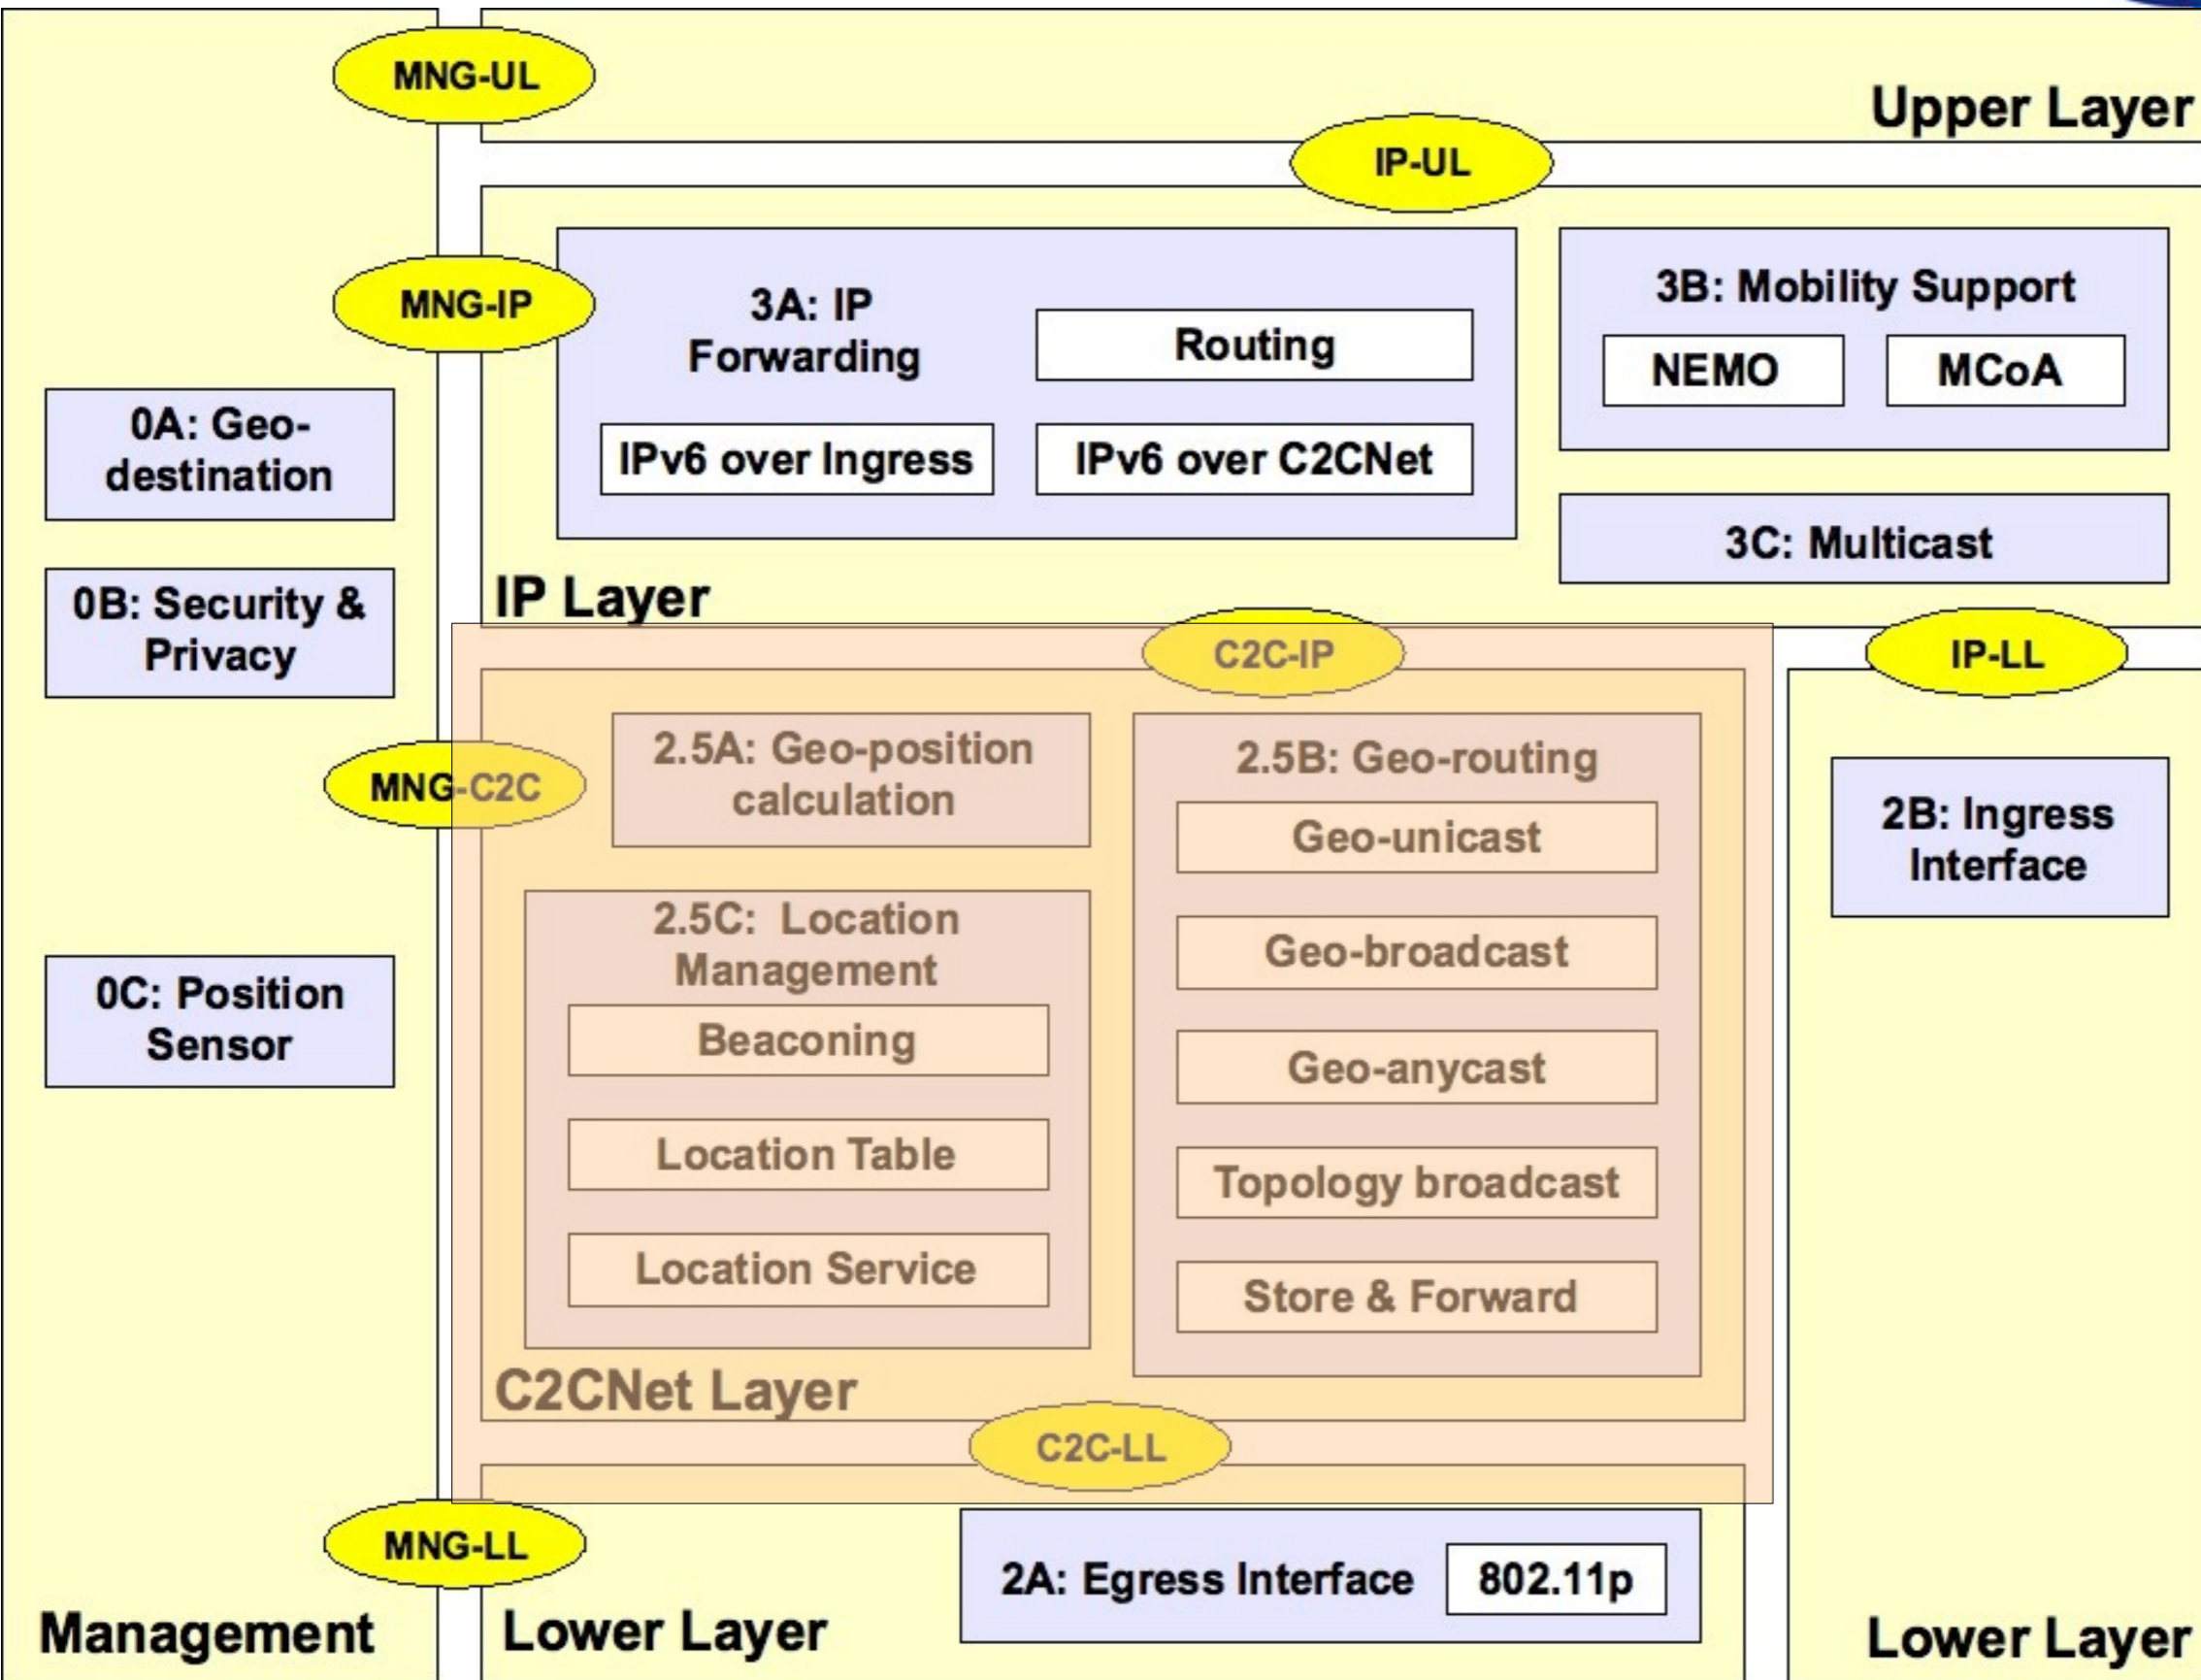 MNG-UL
Upper Layer
IP-UL
MNG-IP
3A: IP
Forwarding
Routing
IPv6 over Ingress
IPv6 over C2CNet
3B: Mobility Support
NEMO
MCoA
3C: Multicast
IP Layer
0A: Geo-
destination
0B: Security &
Privacy
MNG-C2C
0C: Position
Sensor
C2C-IP
IP-LL
2.5A: Geo-position
calculation
2.5C: Location
Management
Beaconing
Location Table
Location Service
2.5B: Geo-routing
Geo-unicast
Geo-broadcast
Geo-anycast
Topology broadcast
Store & Forward
C2CNet Layer
C2C-LL
2B: Ingress
Interface
MNG-LL
2A: Egress Interface
802.11p
Management
Lower Layer
Lower Layer